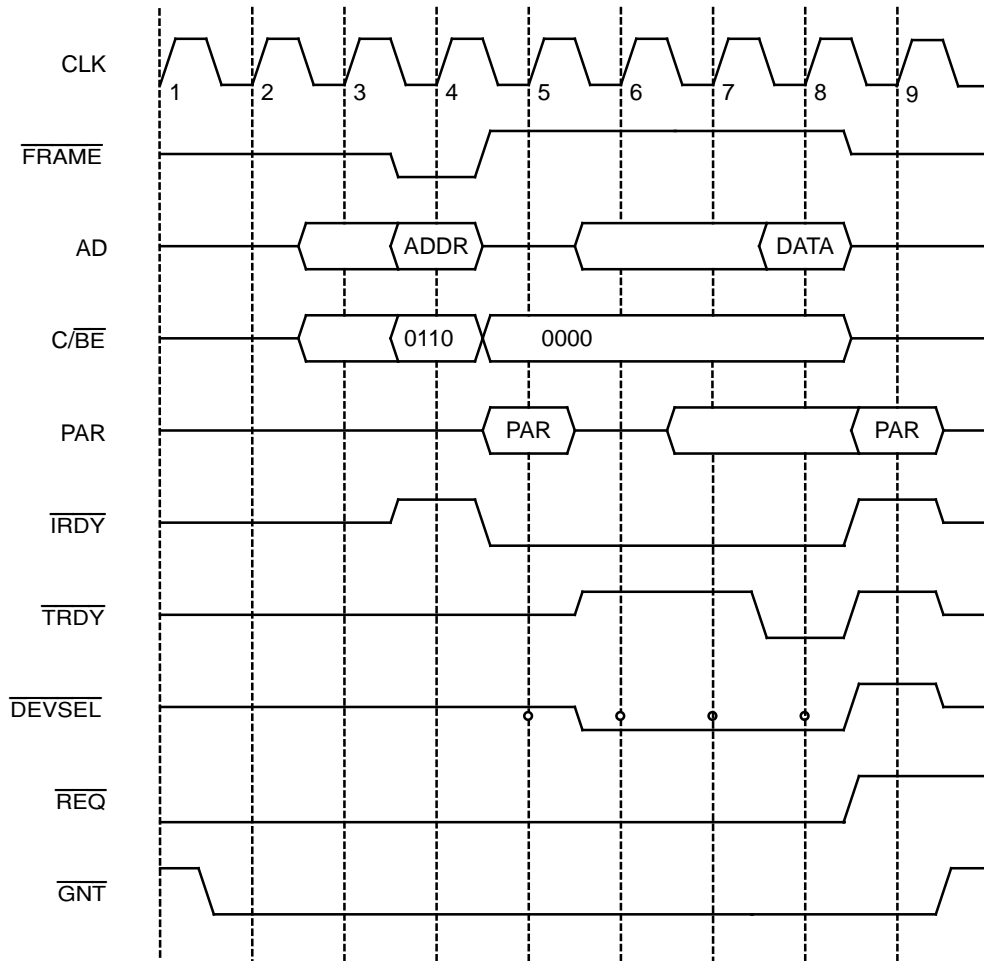 CLK
1 2 3 4 5 6 7 8 9
FRAME
AD ADDR DATA
C/BE 0110 0000
PAR PAR PAR
IRDY
TRDY
DEVSEL
REQ
GNT